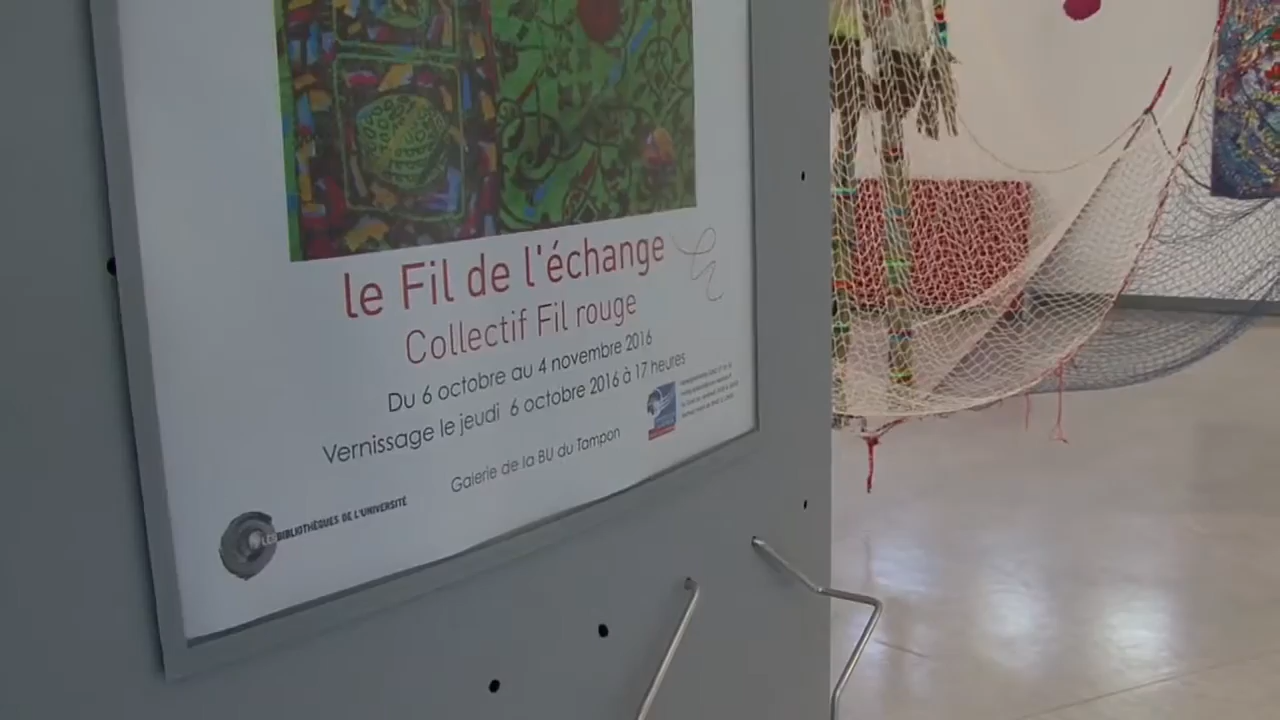 le Fil de l'échange
Collectif Fil rouge
Du 6 octobre au 4 novembre 2016
Vernissage le jeudi 6 octobre 2016 à 17 heures
Galerie de la BU du Tampon
LES BIBLIOTHÈQUES DE L'UNIVERSITÉ